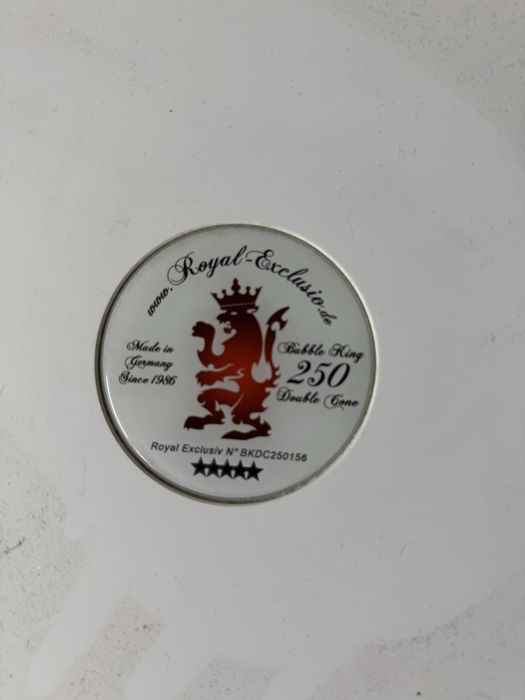 www.Royal-Exclusiv.de
Made in
Germany
Since 1986
Bubble King
250
Double Cone
Royal Exclusiv N° BKDC250156